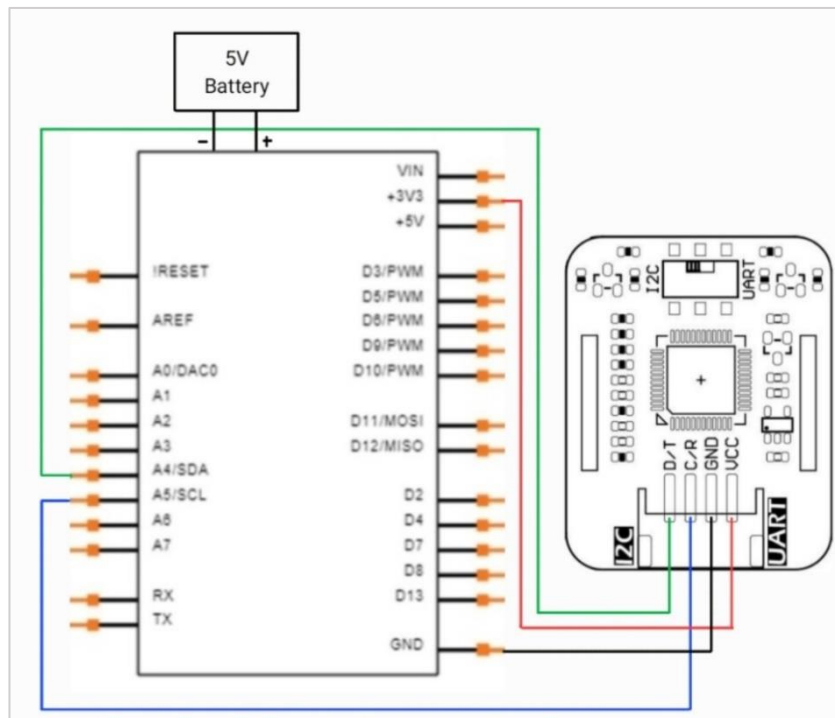 5V
Battery
- +
VIN
+3V3
+5V
!RESET
D3/PWM
D5/PWM
AREF
D6/PWM
D9/PWM
A0/DAC0
D10/PWM
A1
A2
D11/MOSI
A3
D12/MISO
A4/SDA
A5/SCL
D2
A6
D4
A7
D7
D8
RX
D13
TX
GND
I2C
UART
+
D/T
C/R
GND
VCC
I2C
UART